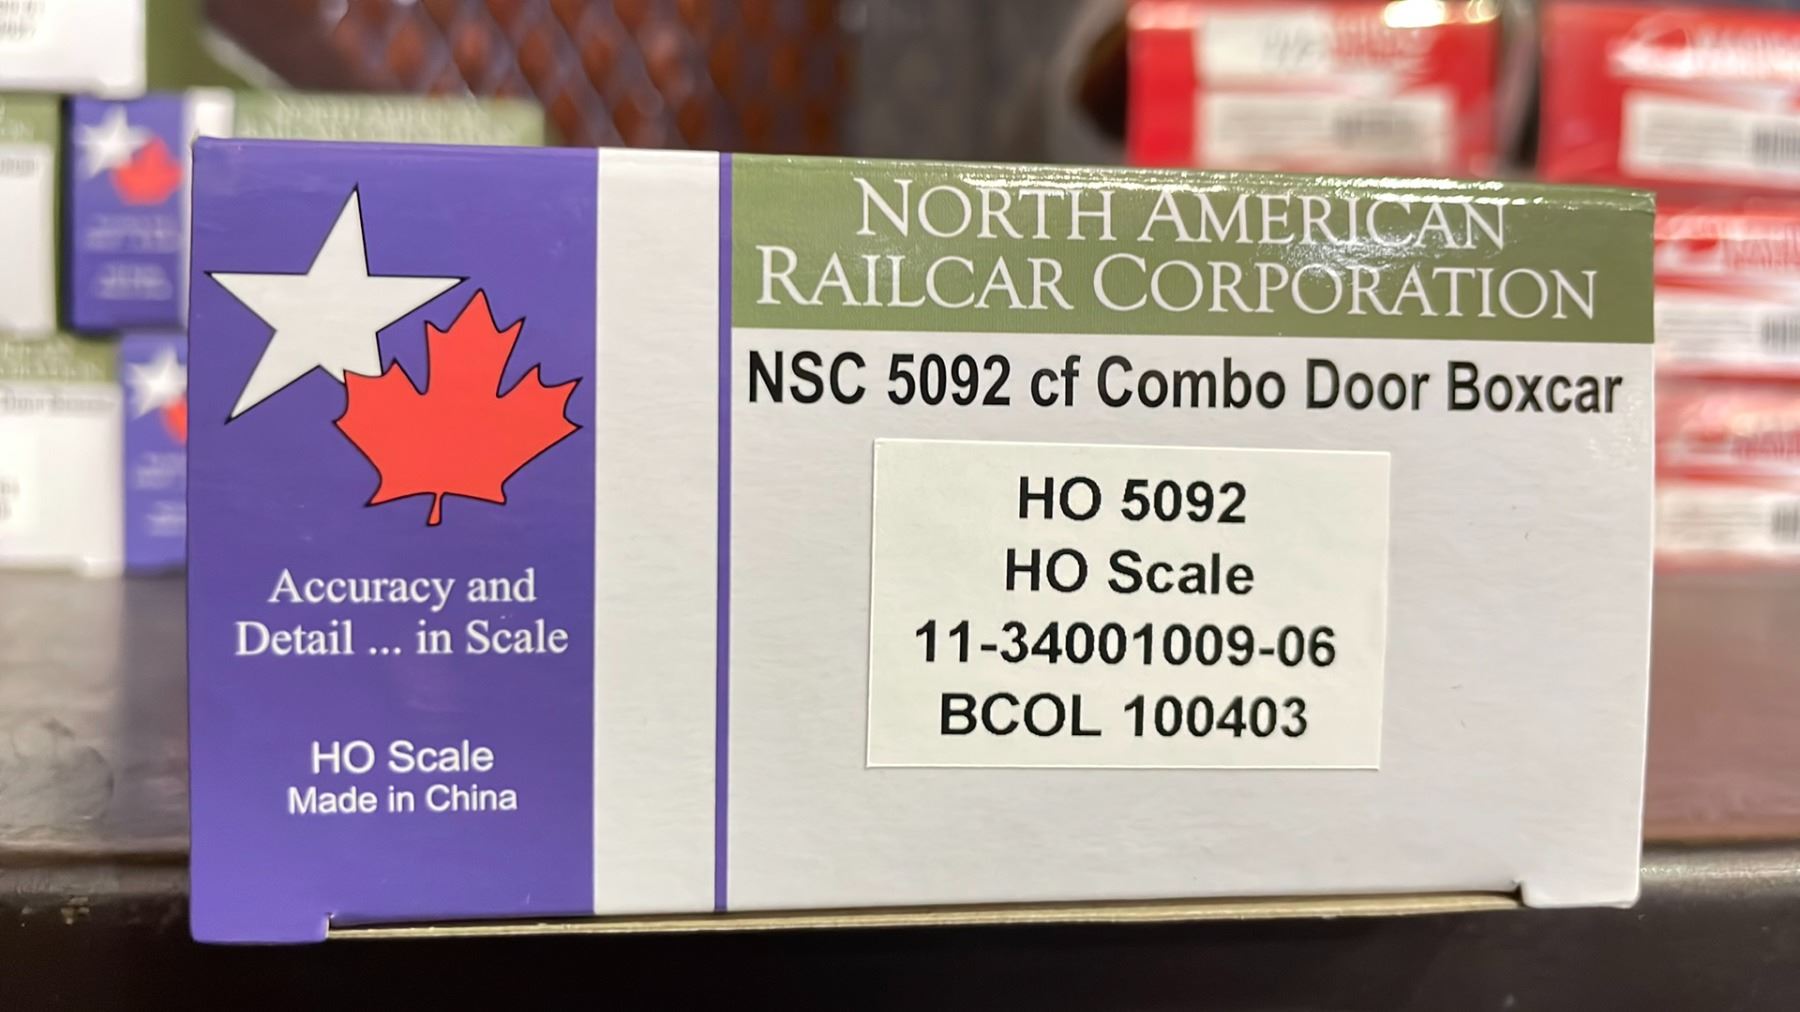 NORTH AMERICAN
RAILCAR CORPORATION
NSC 5092 cf Combo Door Boxcar
HO 5092
HO Scale
11-34001009-06
BCOL 100403
Accuracy and
Detail ... in Scale
HO Scale
Made in China